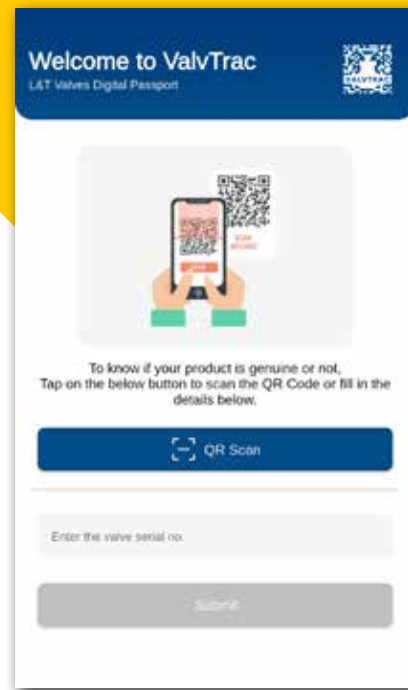 Welcome to ValvTrac
L&T Valves Digital Passport
VALVTRAC
To know if your product is genuine or not,
Tap on the below button to scan the QR Code or fill in the
details below.
QR Scan
Enter the valve serial no.
Submit